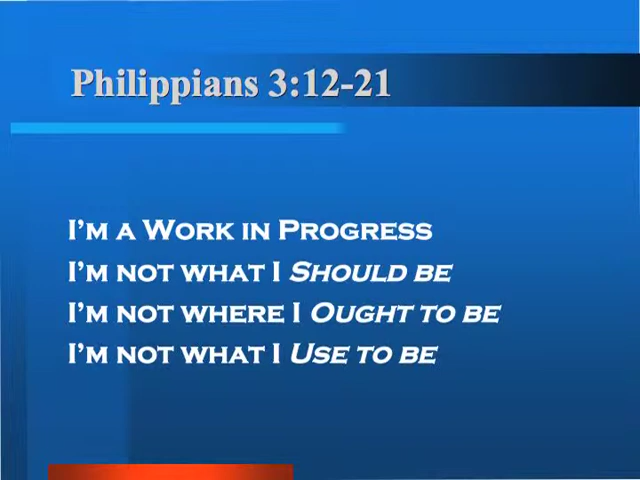 Philippians 3:12-21
I'm a Work in Progress
I'm not what I Should be
I'm not where I Ought to be
I'm not what I Use to be